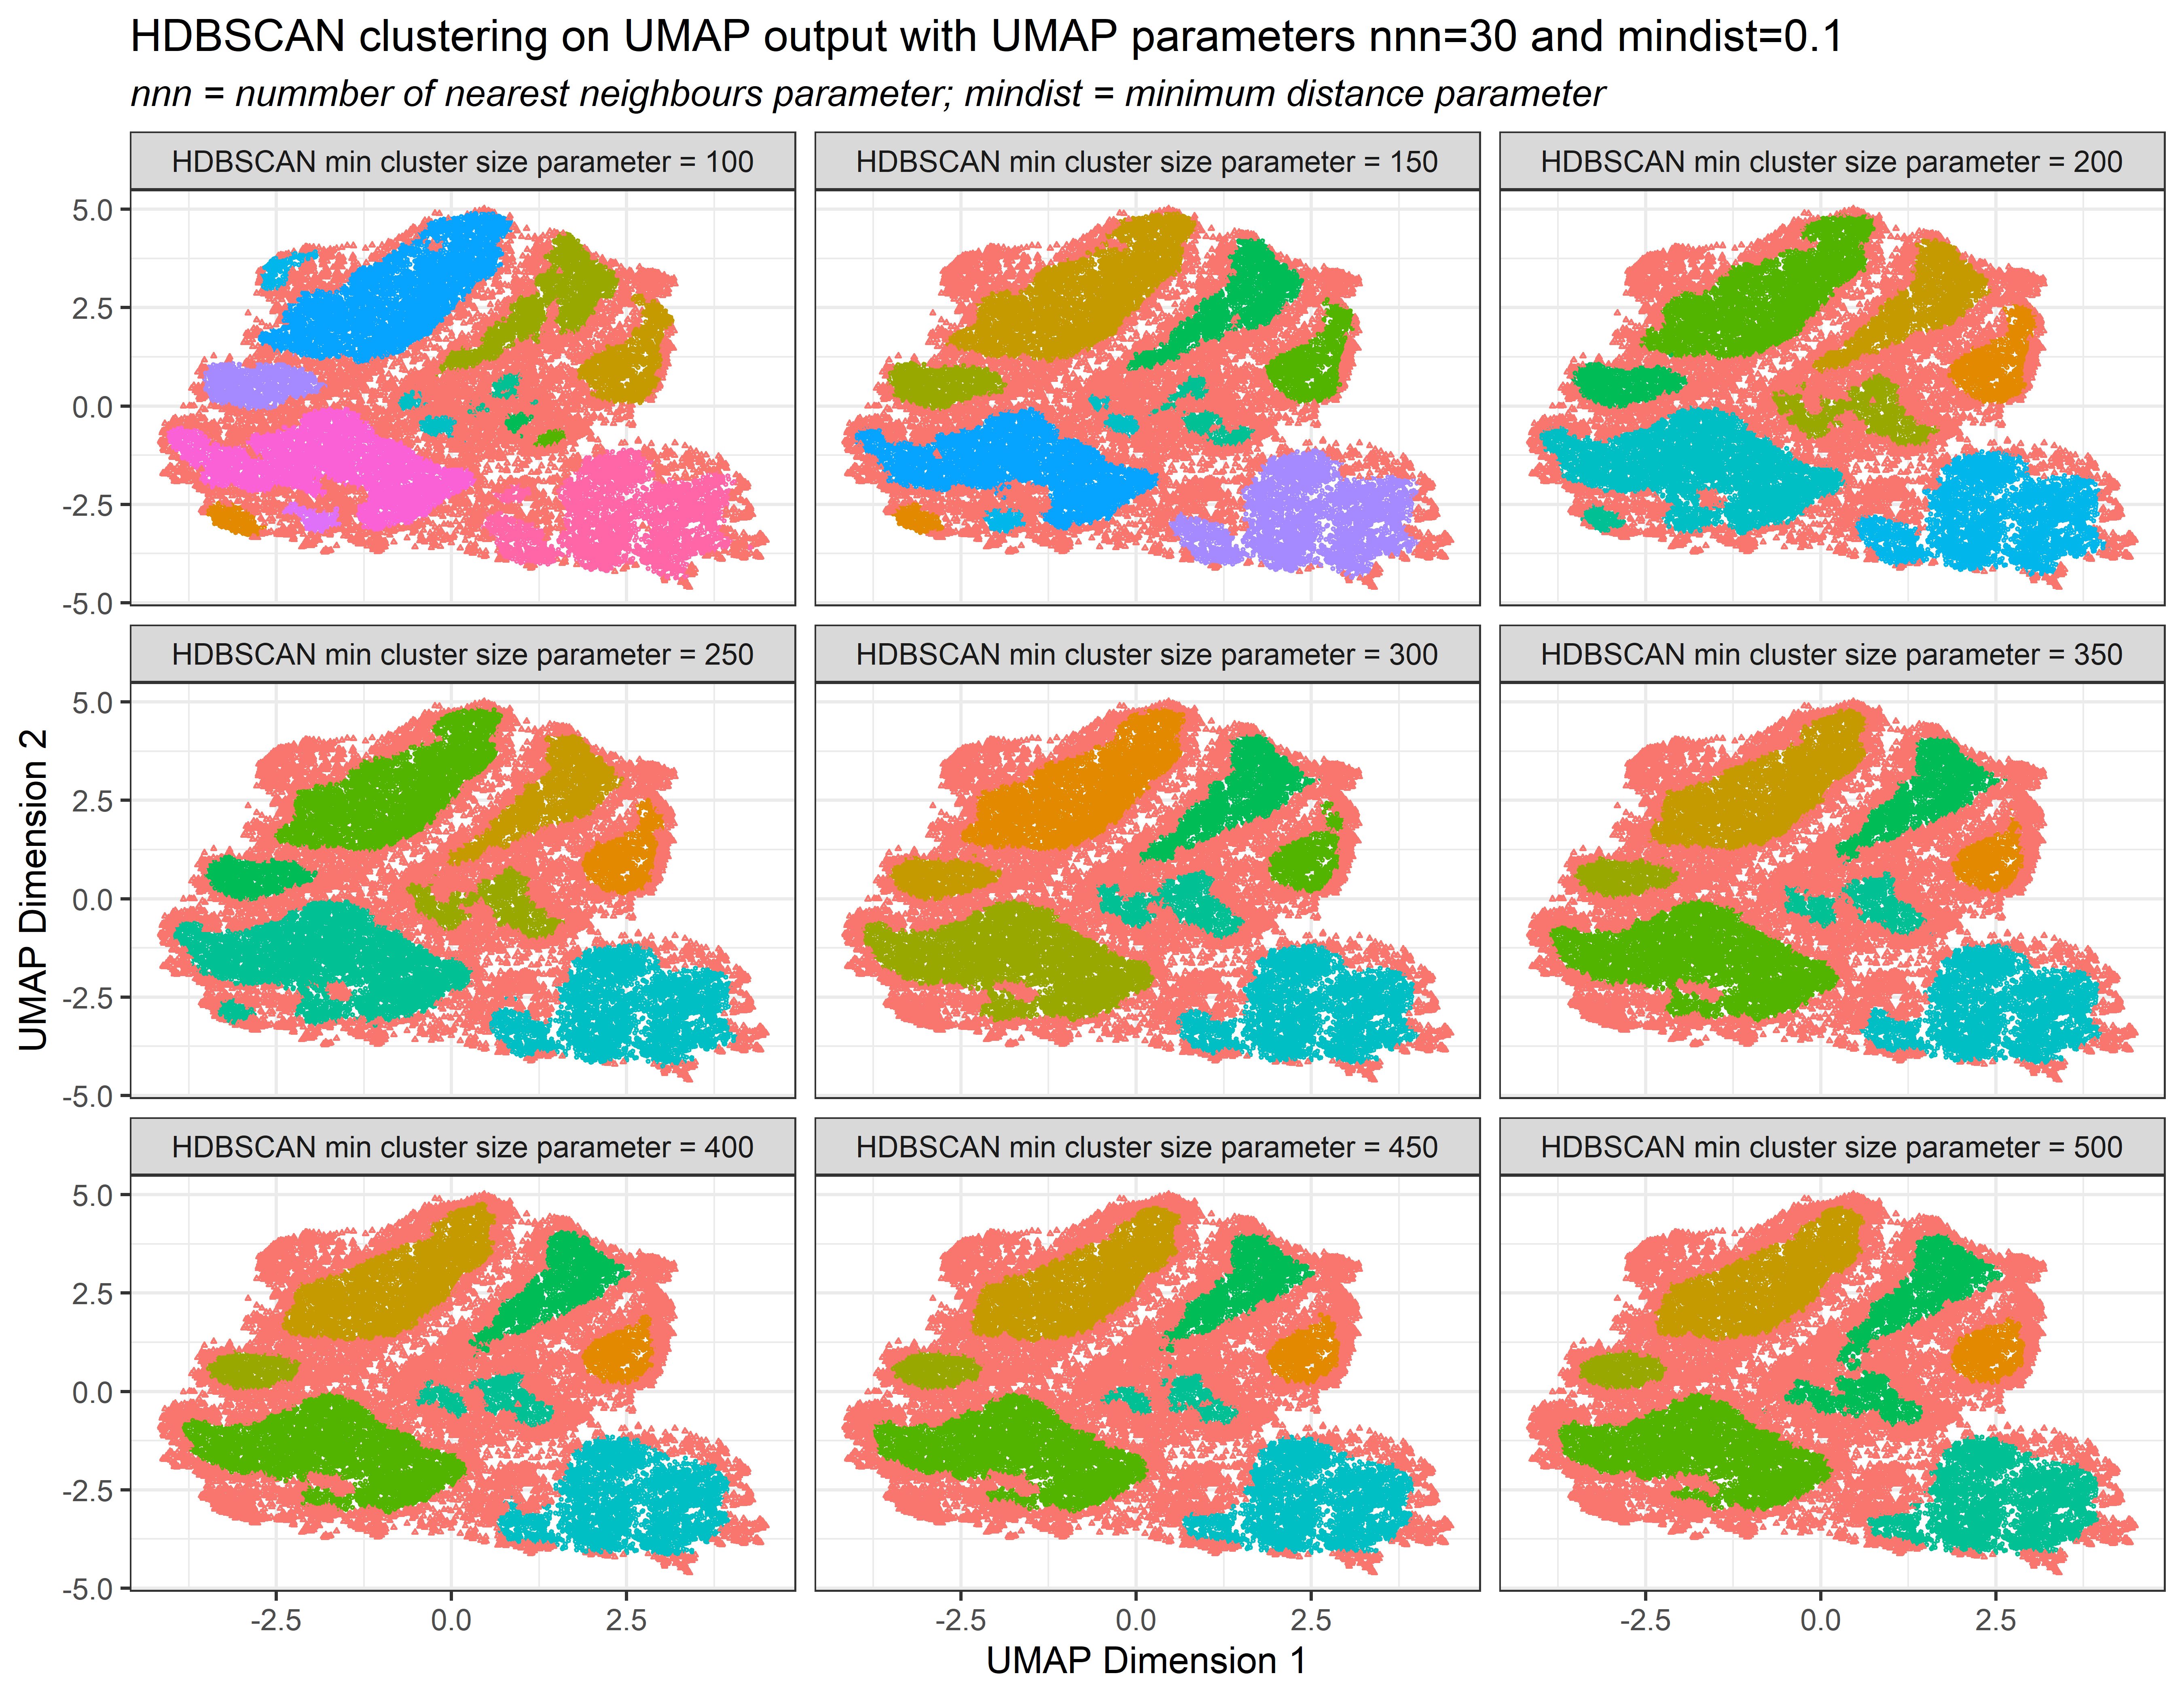 HDBSCAN clustering on UMAP output with UMAP parameters nnn=30 and mindist=0.1
nnn = nummber of nearest neighbours parameter; mindist = minimum distance parameter
HDBSCAN min cluster size parameter = 100
HDBSCAN min cluster size parameter = 150
HDBSCAN min cluster size parameter = 200
5.0
2.5
0.0
-2.5
-5.0
HDBSCAN min cluster size parameter = 250
HDBSCAN min cluster size parameter = 300
HDBSCAN min cluster size parameter = 350
5.0
2.5
0.0
-2.5
-5.0
UMAP Dimension 2
HDBSCAN min cluster size parameter = 400
HDBSCAN min cluster size parameter = 450
HDBSCAN min cluster size parameter = 500
5.0
2.5
0.0
-2.5
-5.0
-2.5 0.0 2.5
-2.5 0.0 2.5
-2.5 0.0 2.5
UMAP Dimension 1